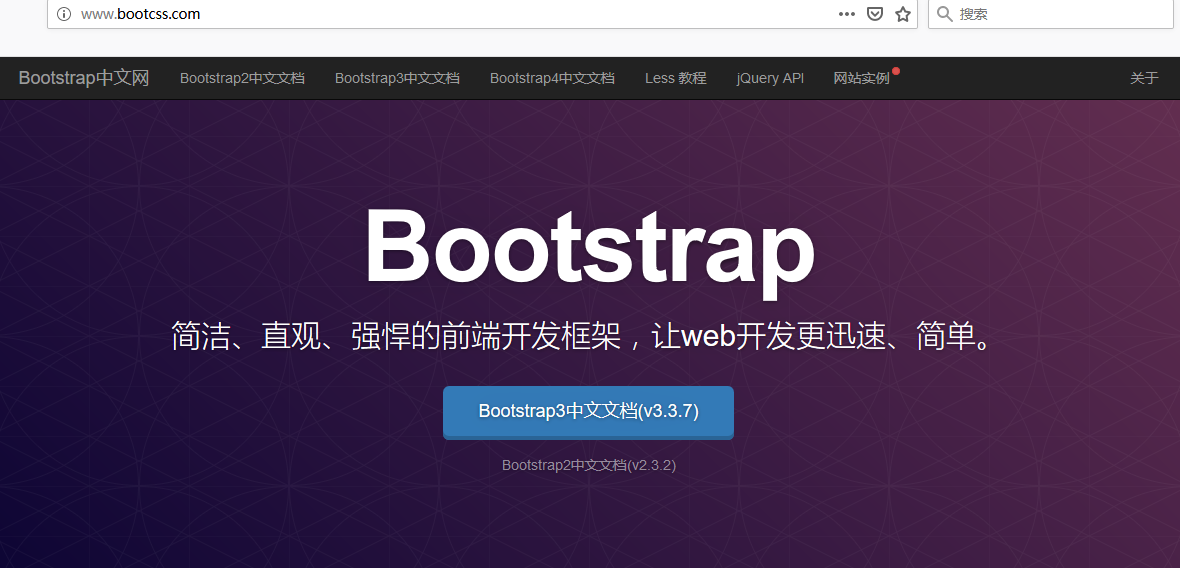 www.bootcss.com
搜索
Bootstrap中文网 Bootstrap2中文文档 Bootstrap3中文文档 Bootstrap4中文文档 Less 教程 jQuery API 网站实例 关于
Bootstrap
简洁、直观、强悍的前端开发框架，让web开发更迅速、简单。
Bootstrap3中文文档(v3.3.7)
Bootstrap2中文文档(v2.3.2)